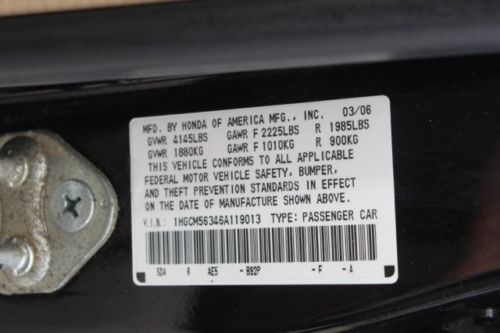 MFD. BY HONDA OF AMERICA MFG., INC. 03/06
GVWR 4145LBS GAWR F 2225LBS R 1985LBS
GVWR 1880KG GAWR F 1010KG R 900KG
THIS VEHICLE CONFORMS TO ALL APPLICABLE
FEDERAL MOTOR VEHICLE SAFETY, BUMPER,
AND THEFT PREVENTION STANDARDS IN EFFECT
ON THE DATE OF MANUFACTURE SHOWN ABOVE.
V.I.N.: 1HGCM56346A119013 TYPE: PASSENGER CAR
SDA 6 AE5 - B92P - F - A